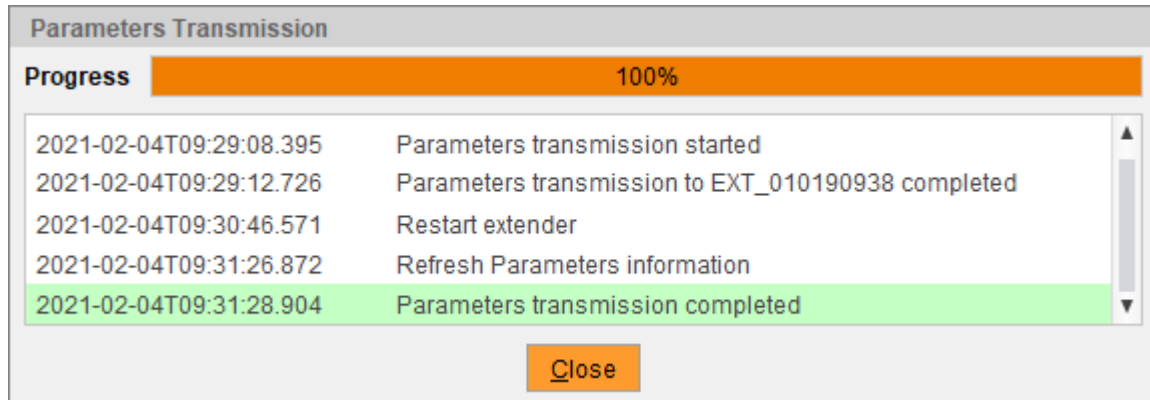 Parameters Transmission
Progress 100%
2021-02-04T09:29:08.395 Parameters transmission started
2021-02-04T09:29:12.726 Parameters transmission to EXT_010190938 completed
2021-02-04T09:30:46.571 Restart extender
2021-02-04T09:31:26.872 Refresh Parameters information
2021-02-04T09:31:28.904 Parameters transmission completed
Close